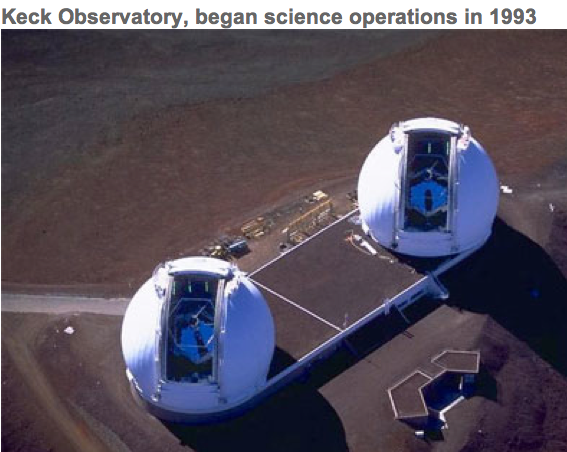 Keck Observatory, began science operations in 1993